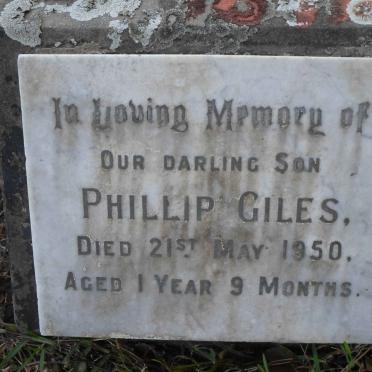 In Loving Memory of
Our darling Son
Phillip Giles,
Died 21st May 1950,
Aged 1 Year 9 Months.